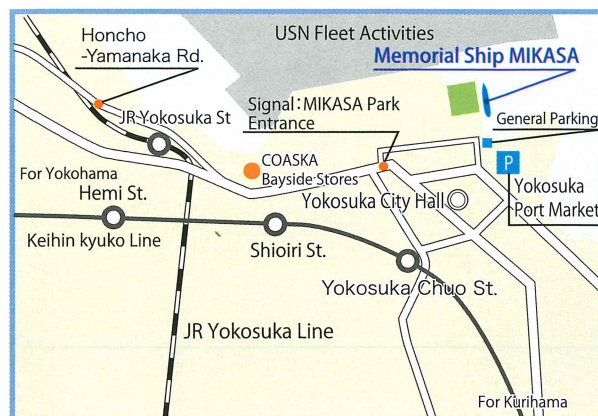 Honcho
-Yamanaka Rd.
USN Fleet Activities
Memorial Ship MIKASA
JR Yokosuka St
Signal:MIKASA Park
Entrance
General Parking
For Yokohama
Hemi St.
COASKA
Bayside Stores
P
Yokosuka City Hall
Yokosuka
Port Market
Keihin kyuko Line
Shioiri St.
Yokosuka Chuo St.
JR Yokosuka Line
For Kurihama